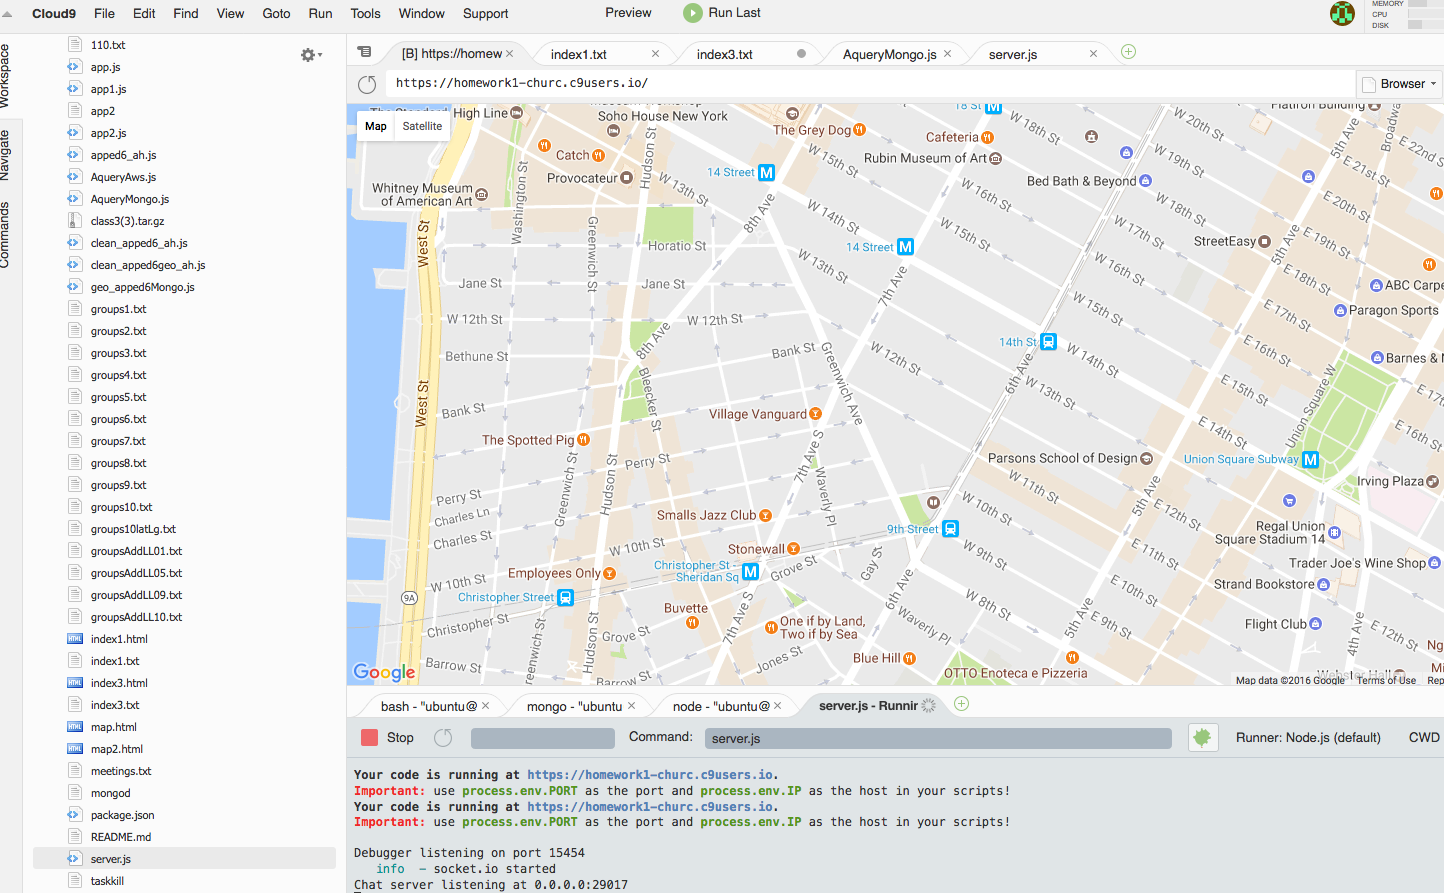 Cloud9 File Edit Find View Goto Run Tools Window Support Preview Run Last
MEMORY
CPU
DISK
Workspace
Navigate
Commands
110.txt
app.js
app1.js
app2
app2.js
apped6_ah.js
AqueryAws.js
AqueryMongo.js
class3(3).tar.gz
clean_apped6_ah.js
clean_apped6geo_ah.js
geo_apped6Mongo.js
groups1.txt
groups2.txt
groups3.txt
groups4.txt
groups5.txt
groups6.txt
groups7.txt
groups8.txt
groups9.txt
groups10.txt
groups10latLg.txt
groupsAddLL01.txt
groupsAddLL05.txt
groupsAddLL09.txt
groupsAddLL10.txt
index1.html
index1.txt
index3.html
index3.txt
map.html
map2.html
meetings.txt
mongod
package.json
README.md
server.js
taskkill
[B] https://homew index1.txt index3.txt AqueryMongo.js server.js
https://homework1-churc.c9users.io/
Browser
Map Satellite
High Line
Soho House New York
The Grey Dog
18 St
Cafeteria
Flatiron Building
Broadwa
W 20th St
5th Ave
E 22nd S
Catch
Provocateur
Hudson St
14 Street
W 15th St
Rubin Museum of Art
W 18th St
W 19th St
Bed Bath & Beyond
E 21st St
Whitney Museum
of American Art
Washington St
W 13th St
8th Ave
W 14th St
W 16th St
W 18th St
E 20th St
West St
Greenwich St
Horatio St
14 Street
W 15th St
W 17th St
StreetEasy
5th Ave
E 19th St
Jane St
Jane St
W 13th St
7th Ave
W 16th St
E 18th St
ABC Carpe
W 12th St
W 12th St
W 15th St
E 17th St
Paragon Sports
Bethune St
8th Ave
Bank St
Greenwich Ave
W 12th St
14th St
W 14th St
E 16th St
Barnes & N
West St
Bank St
Bleecker St
Village Vanguard
6th Ave
W 13th St
E 15th St
Union Square W
E 17th St
The Spotted Pig
Perry St
7th Ave S
Parsons School of Design
E 14th St
E 16th St
Union Square Subway
Perry St
Greenwich St
Hudson St
Waverly Pl
W 11th St
5th Ave
Irving Plaza
Charles Ln
Smalls Jazz Club
W 10th St
E 12th St
Charles St
W 10th St
Stonewall
9th Street
Regal Union
Square Stadium 14
W 10th St
Employees Only
Christopher St -
Sheridan Sq
Grove St
Gay St
W 9th St
E 11th St
Trader Joe's Wine Shop
9A
Christopher Street
6th Ave
E 10th St
Strand Bookstore
Christopher St
Buvette
7th Ave S
One if by Land,
Two if by Sea
W 8th St
5th Ave
E 9th St
Flight Club
4th Ave
E 12th St
Barrow St
reenwich St
Hudson St
Grove St
Jones St
Waverly Pl
Blue Hill
OTTO Enoteca e Pizzeria
Webster Hall
Ng
Mar
Google
Barrow St
Map data ©2016 Google Terms of Use Rep
bash - "ubuntu@ mongo - "ubuntu node - "ubuntu@ server.js - Runnir
Stop Command: server.js Runner: Node.js (default) CWD
Your code is running at https://homework1-churc.c9users.io.
Important: use process.env.PORT as the port and process.env.IP as the host in your scripts!
Your code is running at https://homework1-churc.c9users.io.
Important: use process.env.PORT as the port and process.env.IP as the host in your scripts!
Debugger listening on port 15454
info - socket.io started
Chat server listening at 0.0.0.0:29017